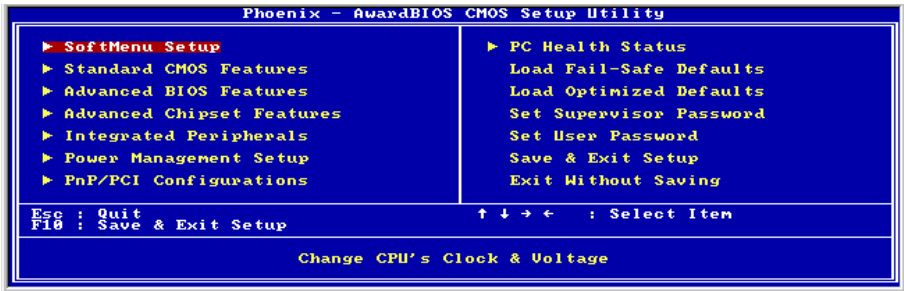 Phoenix - AwardBIOS CMOS Setup Utility
► SoftMenu Setup
► Standard CMOS Features
► Advanced BIOS Features
► Advanced Chipset Features
► Integrated Peripherals
► Power Management Setup
► PnP/PCI Configurations
► PC Health Status
Load Fail-Safe Defaults
Load Optimized Defaults
Set Supervisor Password
Set User Password
Save & Exit Setup
Exit Without Saving
Esc : Quit
F10 : Save & Exit Setup
↑ ↓ → ← : Select Item
Change CPU's Clock & Voltage